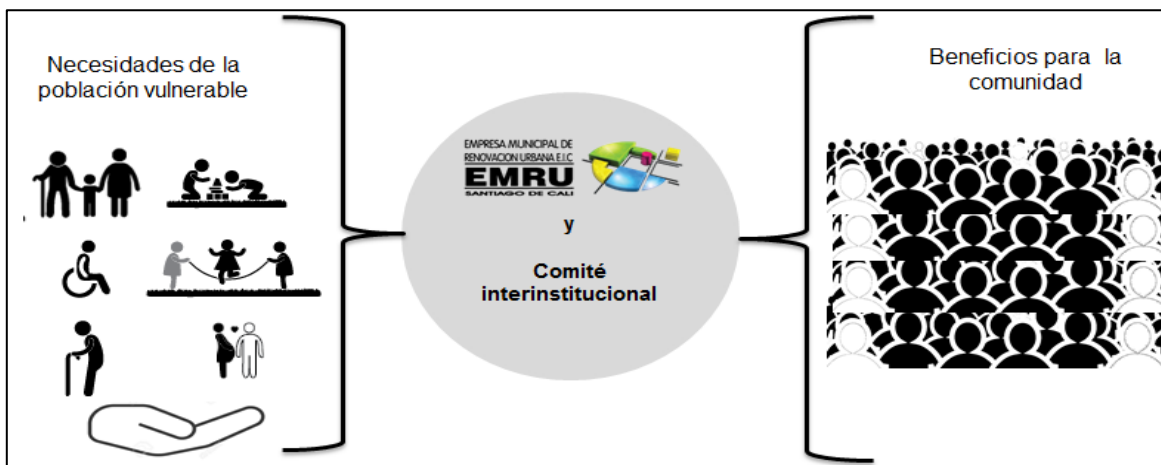 Necesidades de la
población vulnerable
EMPRESA MUNICIPAL DE
RENOVACION URBANA E.I.C
EMRU
SANTIAGO DE CALI
y
Comité
interinstitucional
Beneficios para la
comunidad